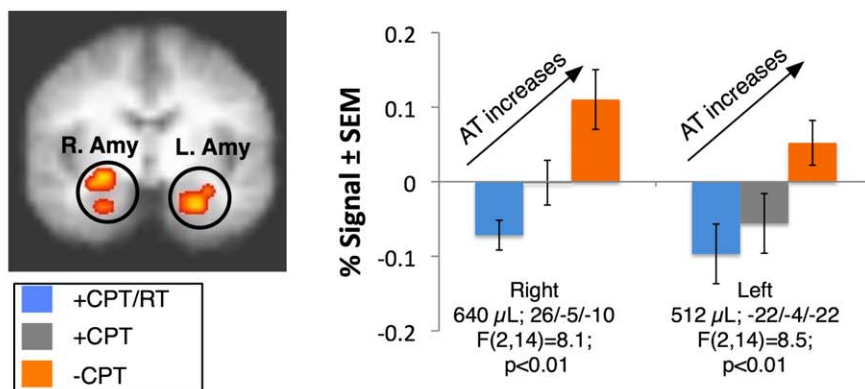 R. Amy
L. Amy
+CPT/RT
+CPT
-CPT
% Signal ± SEM
0.2
0.1
0
-0.1
-0.2
AT increases
AT increases
Right
640 µL; 26/-5/-10
F(2,14)=8.1;
p<0.01
Left
512 µL; -22/-4/-22
F(2,14)=8.5;
p<0.01